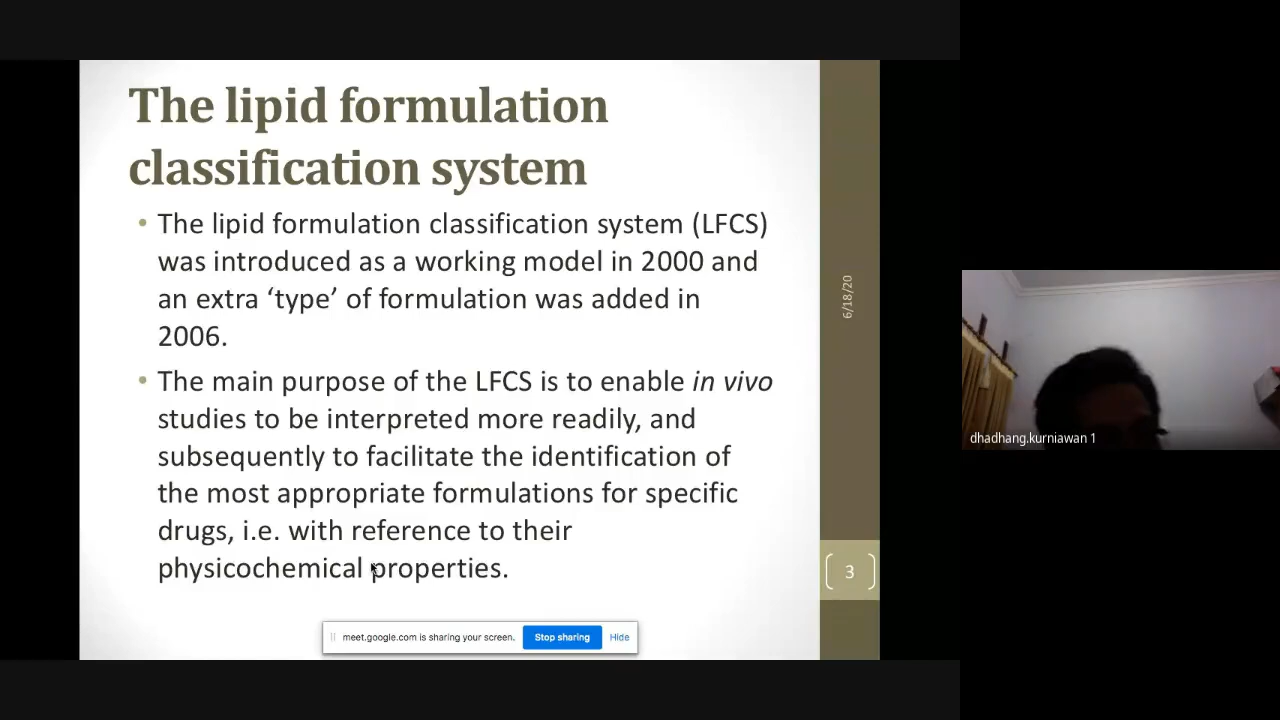 The lipid formulation
classification system
• The lipid formulation classification system (LFCS)
was introduced as a working model in 2000 and
an extra ‘type’ of formulation was added in
2006.
• The main purpose of the LFCS is to enable in vivo
studies to be interpreted more readily, and
subsequently to facilitate the identification of
the most appropriate formulations for specific
drugs, i.e. with reference to their
physicochemical properties.
6/18/20
3
meet.google.com is sharing your screen.
Stop sharing
Hide
dhadhang.kurniawan 1